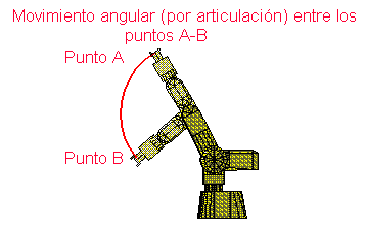 Movimiento angular (por articulación) entre los
puntos A-B
Punto A
Punto B